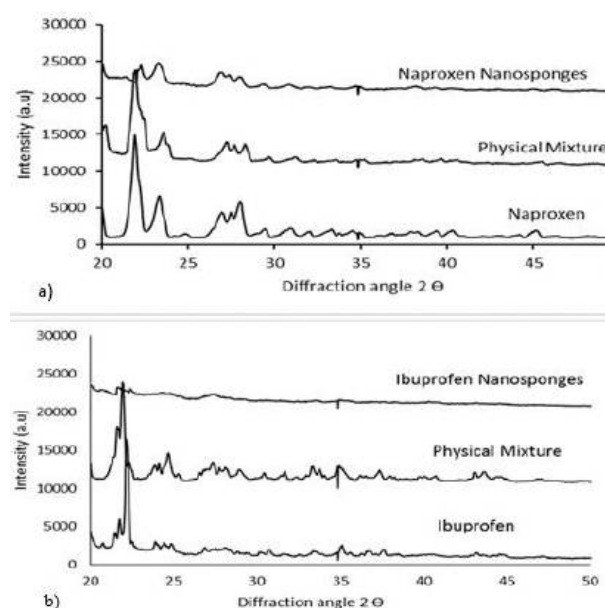 30000
25000
20000
15000
10000
5000
0
Intensity (a.u)
Naproxen Nanosponges
Physical Mixture
Naproxen
20 25 30 35 40 45
Diffraction angle 2 Ɵ
a)
30000
25000
20000
15000
10000
5000
0
Intensity (a.u
Ibuprofen Nanosponges
Physical Mixture
Ibuprofen
20 25 30 35 40 45 50
Diffraction angle 2 Ɵ
b)